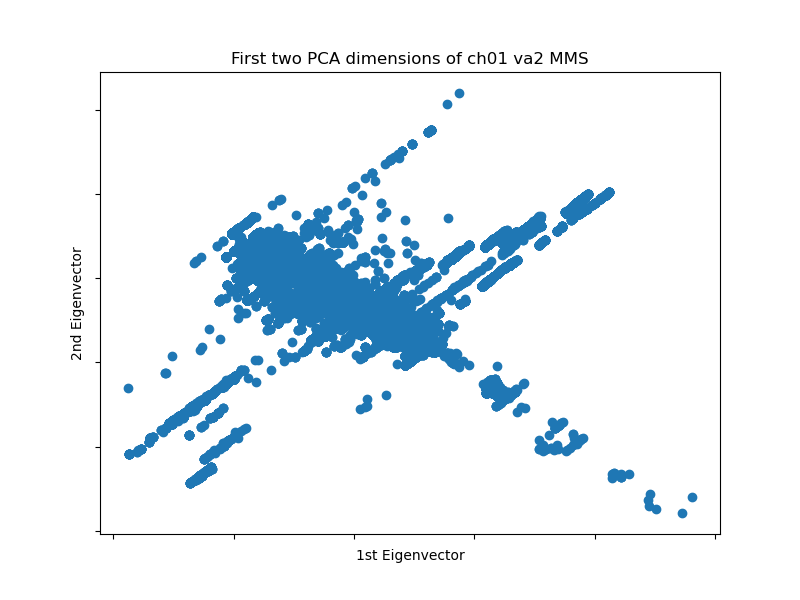 First two PCA dimensions of ch01 va2 MMS
2nd Eigenvector
1st Eigenvector